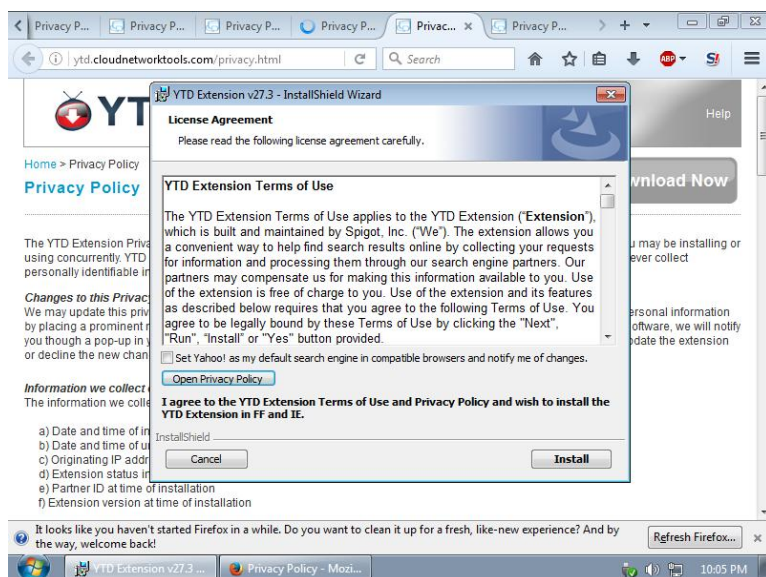 Privacy P...
Privacy P...
Privacy P...
Privacy P...
Privac...
Privacy P...
ytd.cloudnetworktools.com/privacy.html
Search
ABP
S!
YT
Help
Home > Privacy Policy
Privacy Policy
wnload Now
The YTD Extension Priva
u may be installing or
using concurrently. YTD
ever collect
personally identifiable in
Changes to this Privac
We may update this priv
ersonal information
by placing a prominent
oftware, we will notify
you though a pop-up in y
pdate the extension
or decline the new chan
Information we collect
The information we colle
a) Date and time of in
b) Date and time of u
c) Originating IP addr
d) Extension status in
e) Partner ID at time of installation
f) Extension version at time of installation
YTD Extension v27.3 - InstallShield Wizard
License Agreement
Please read the following license agreement carefully.
YTD Extension Terms of Use
The YTD Extension Terms of Use applies to the YTD Extension (“Extension”),
which is built and maintained by Spigot, Inc. (“We”). The extension allows you
a convenient way to help find search results online by collecting your requests
for information and processing them through our search engine partners. Our
partners may compensate us for making this information available to you. Use
of the extension is free of charge to you. Use of the extension and its features
as described below requires that you agree to the following Terms of Use. You
agree to be legally bound by these Terms of Use by clicking the "Next",
"Run", "Install" or "Yes" button provided.
Set Yahoo! as my default search engine in compatible browsers and notify me of changes.
Open Privacy Policy
I agree to the YTD Extension Terms of Use and Privacy Policy and wish to install the
YTD Extension in FF and IE.
InstallShield
Cancel
Install
It looks like you haven't started Firefox in a while. Do you want to clean it up for a fresh, like-new experience? And by
the way, welcome back!
Refresh Firefox...
YTD Extension v27.3 ...
Privacy Policy - Mozi...
10:05 PM